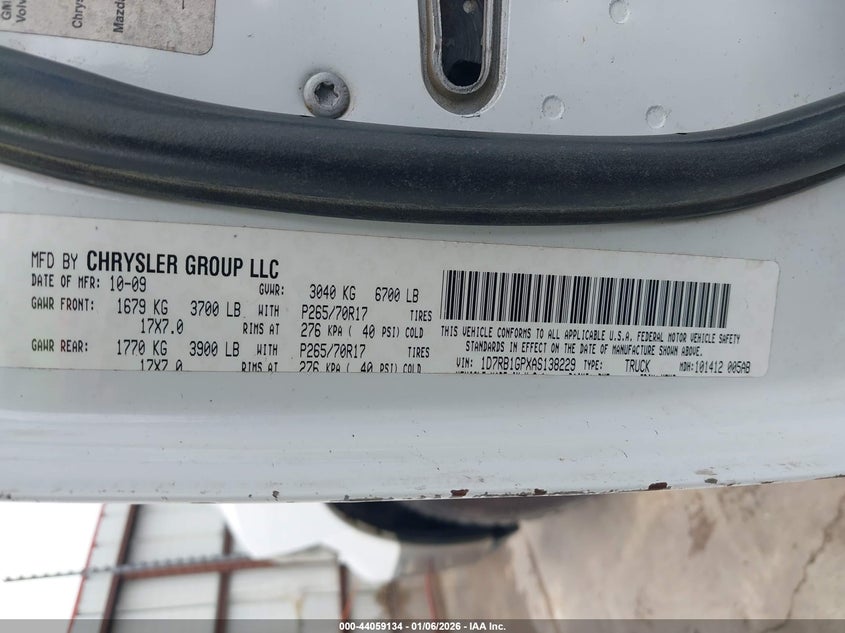 GM
Volv
Chrys
Mazda
MFD BY CHRYSLER GROUP LLC
DATE OF MFR: 10-09 GVWR: 3040 KG 6700 LB
GAWR FRONT: 1679 KG 3700 LB WITH P265/70R17 TIRES
17X7.0 RIMS AT 276 KPA ( 40 PSI) COLD
GAWR REAR: 1770 KG 3900 LB WITH P265/70R17 TIRES
17X7.0 RIMS AT 276 KPA ( 40 PSI) COLD
THIS VEHICLE CONFORMS TO ALL APPLICABLE U.S.A. FEDERAL MOTOR VEHICLE SAFETY
STANDARDS IN EFFECT ON THE DATE OF MANUFACTURE SHOWN ABOVE.
VIN: 1D7RB1GPXAS138229 TYPE: TRUCK MDH:101412 005AB
000-44059134 - 01/06/2026 - IAA Inc.